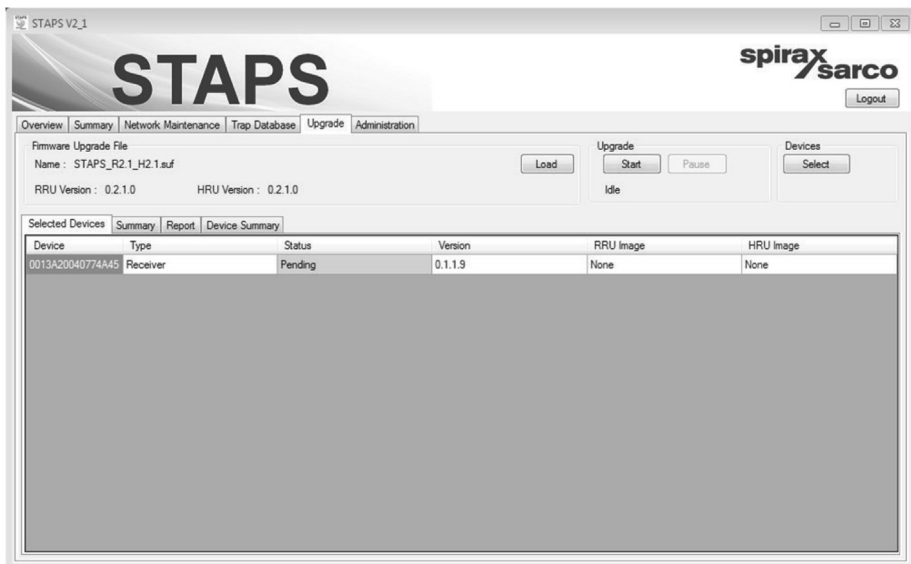 STAPS V2_1
STAPS
spirax
sarco
Logout
Overview Summary Network Maintenance Trap Database Upgrade Administration
Firmware Upgrade File Upgrade Devices
Name : STAPS_R2.1_H2.1.suf Load Start Pause Select
RRU Version : 0.2.1.0 HRU Version : 0.2.1.0 Idle
Selected Devices Summary Report Device Summary
Device Type Status Version RRU Image HRU Image
0013A20040774A45 Receiver Pending 0.1.1.9 None None